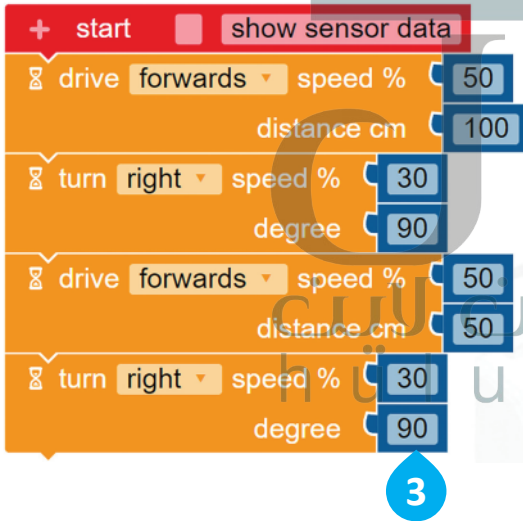 + start show sensor data
drive forwards speed % 50
distance cm 100
turn right speed % 30
degree 90
drive forwards speed % 50
distance cm 50
turn right speed % 30
degree 90
3